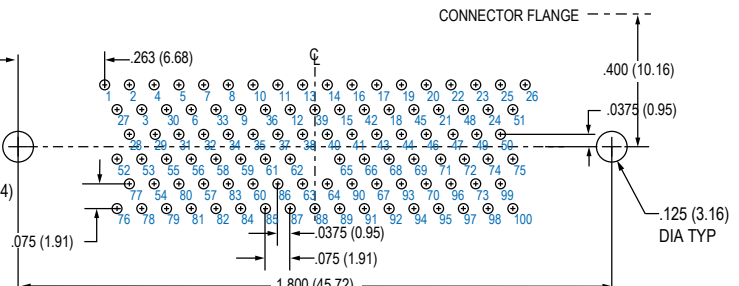 CONNECTOR FLANGE
.263 (6.68)
℄
.400 (10.16)
1 2 4 5 7 8 10 11 13 14 16 17 19 20 22 23 25 26
.0375 (0.95)
27 3 30 6 33 9 36 12 39 15 42 18 45 21 48 24 51
28 29 31 32 34 35 37 38 40 41 43 44 46 47 49 50
52 53 55 56 58 59 61 62 65 66 68 69 71 72 74 75
4)
77 54 80 57 83 60 86 63 64 90 67 93 70 96 73 99
76 78 79 81 82 84 85 87 88 89 91 92 94 95 97 98 100
.125 (3.16)
DIA TYP
.075 (1.91)
.0375 (0.95)
.075 (1.91)
1.800 (45.72)